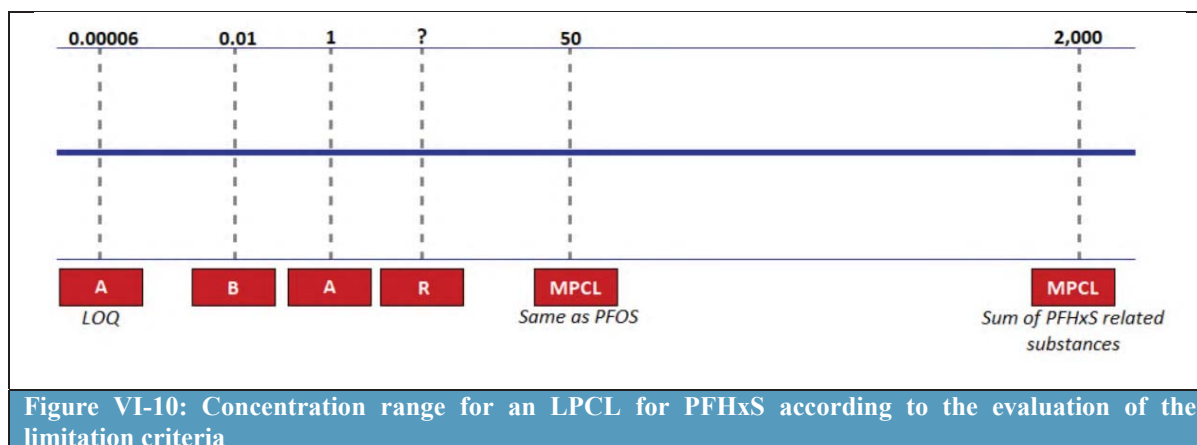 0.00006 0.01 1 ? 50 2,000
A B A R MPCL MPCL
LOQ Same as PFOS Sum of PFHxS related
substances
Figure VI-10: Concentration range for an LPCL for PFHxS according to the evaluation of the
limitation criteria